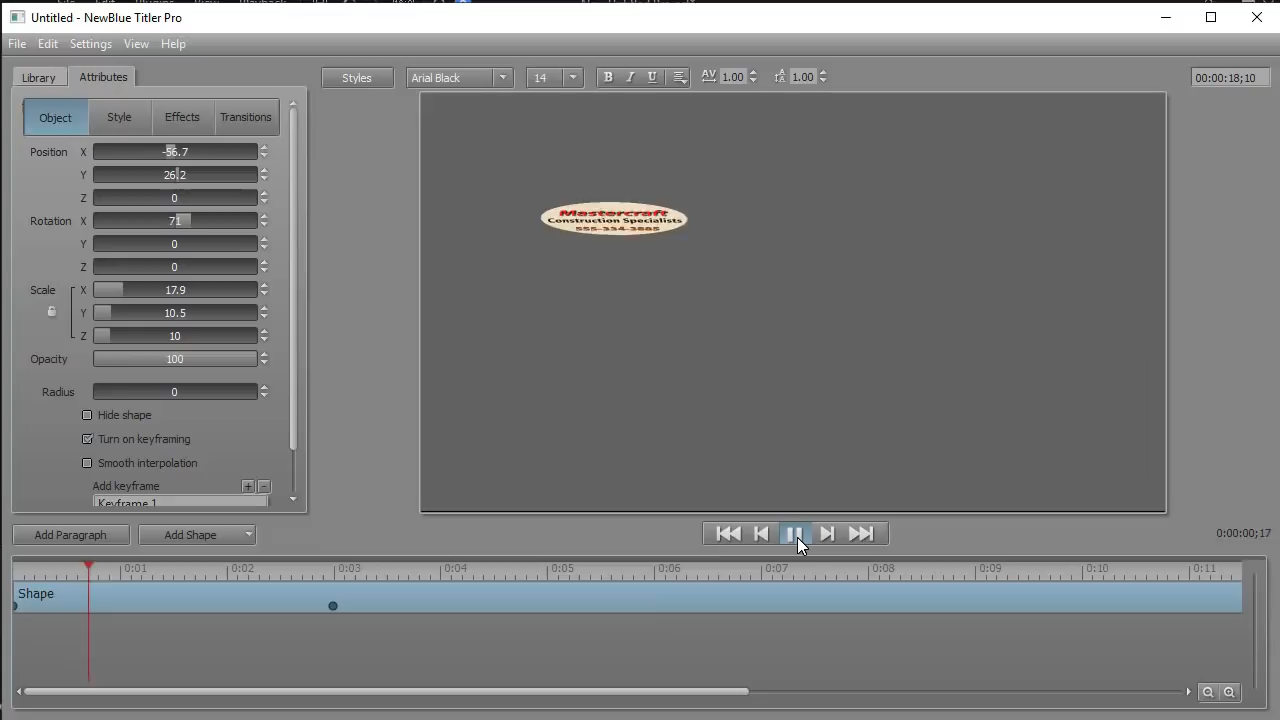 Untitled - NewBlue Titler Pro
File Edit Settings View Help
Library Attributes
Styles Arial Black 14 B I U AV 1.00 A 1.00 00:00:18;10
Object Style Effects Transitions
Position X -56.7
Y 26.2
Z 0
Rotation X 71
Y 0
Z 0
Scale X 17.9
Y 10.5
Z 10
Opacity 100
Radius 0
Hide shape
Turn on keyframing
Smooth interpolation
Add keyframe + -
Keyframe 1
Mastercraft
Construction Specialists
555-334-3885
Add Paragraph Add Shape 0:00:00;17
0:01 0:02 0:03 0:04 0:05 0:06 0:07 0:08 0:09 0:10 0:11
Shape